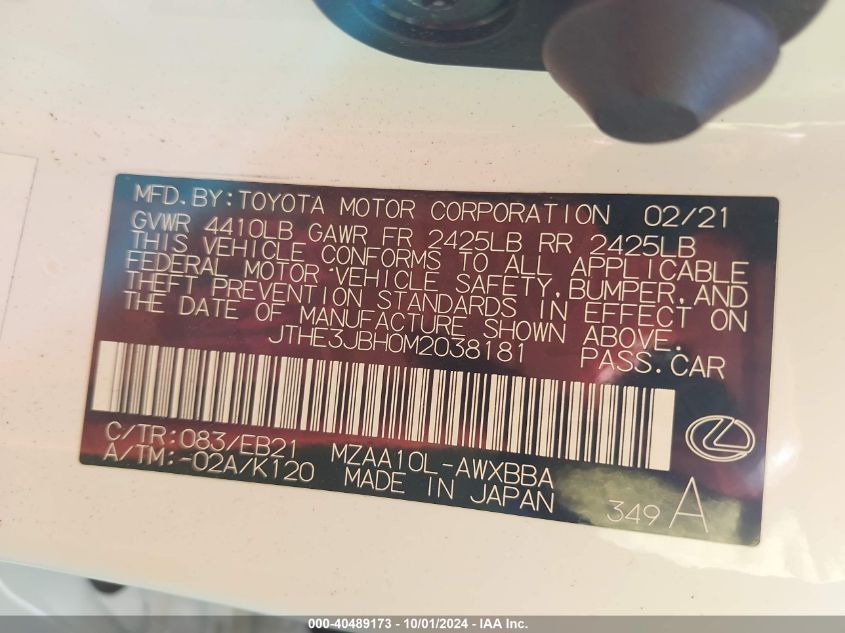 MFD. BY: TOYOTA MOTOR CORPORATION 02/21
GVWR 4410LB GAWR FR 2425LB RR 2425LB
THIS VEHICLE CONFORMS TO ALL APPLICABLE
FEDERAL MOTOR VEHICLE SAFETY, BUMPER, AND
THEFT PREVENTION STANDARDS IN EFFECT ON
THE DATE OF MANUFACTURE SHOWN ABOVE.
JTHE3JBH0M2038181 PASS.CAR
C/TR: 083/EB21 MZAA10L-AWXBBA
A/TM: -02A/K120 MADE IN JAPAN 349 A
000-40489173 - 10/01/2024 - IAA Inc.